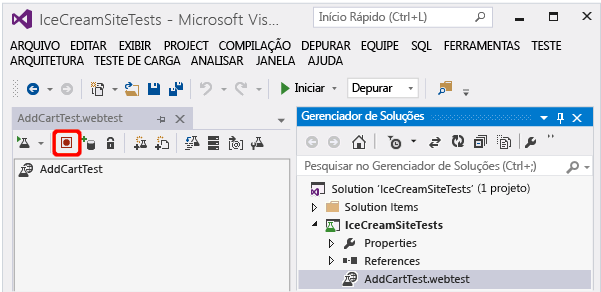 IceCreamSiteTests - Microsoft Vis...
Início Rápido (Ctrl+L)
ARQUIVO EDITAR EXIBIR PROJECT COMPILAÇÃO DEPURAR EQUIPE SQL FERRAMENTAS TESTE
ARQUITETURA TESTE DE CARGA ANALISAR JANELA AJUDA
Iniciar Depurar
AddCartTest.webtest
AddCartTest
Gerenciador de Soluções
Pesquisar no Gerenciador de Soluções (Ctrl+;)
Solution 'IceCreamSiteTests' (1 projeto)
Solution Items
IceCreamSiteTests
Properties
References
AddCartTest.webtest